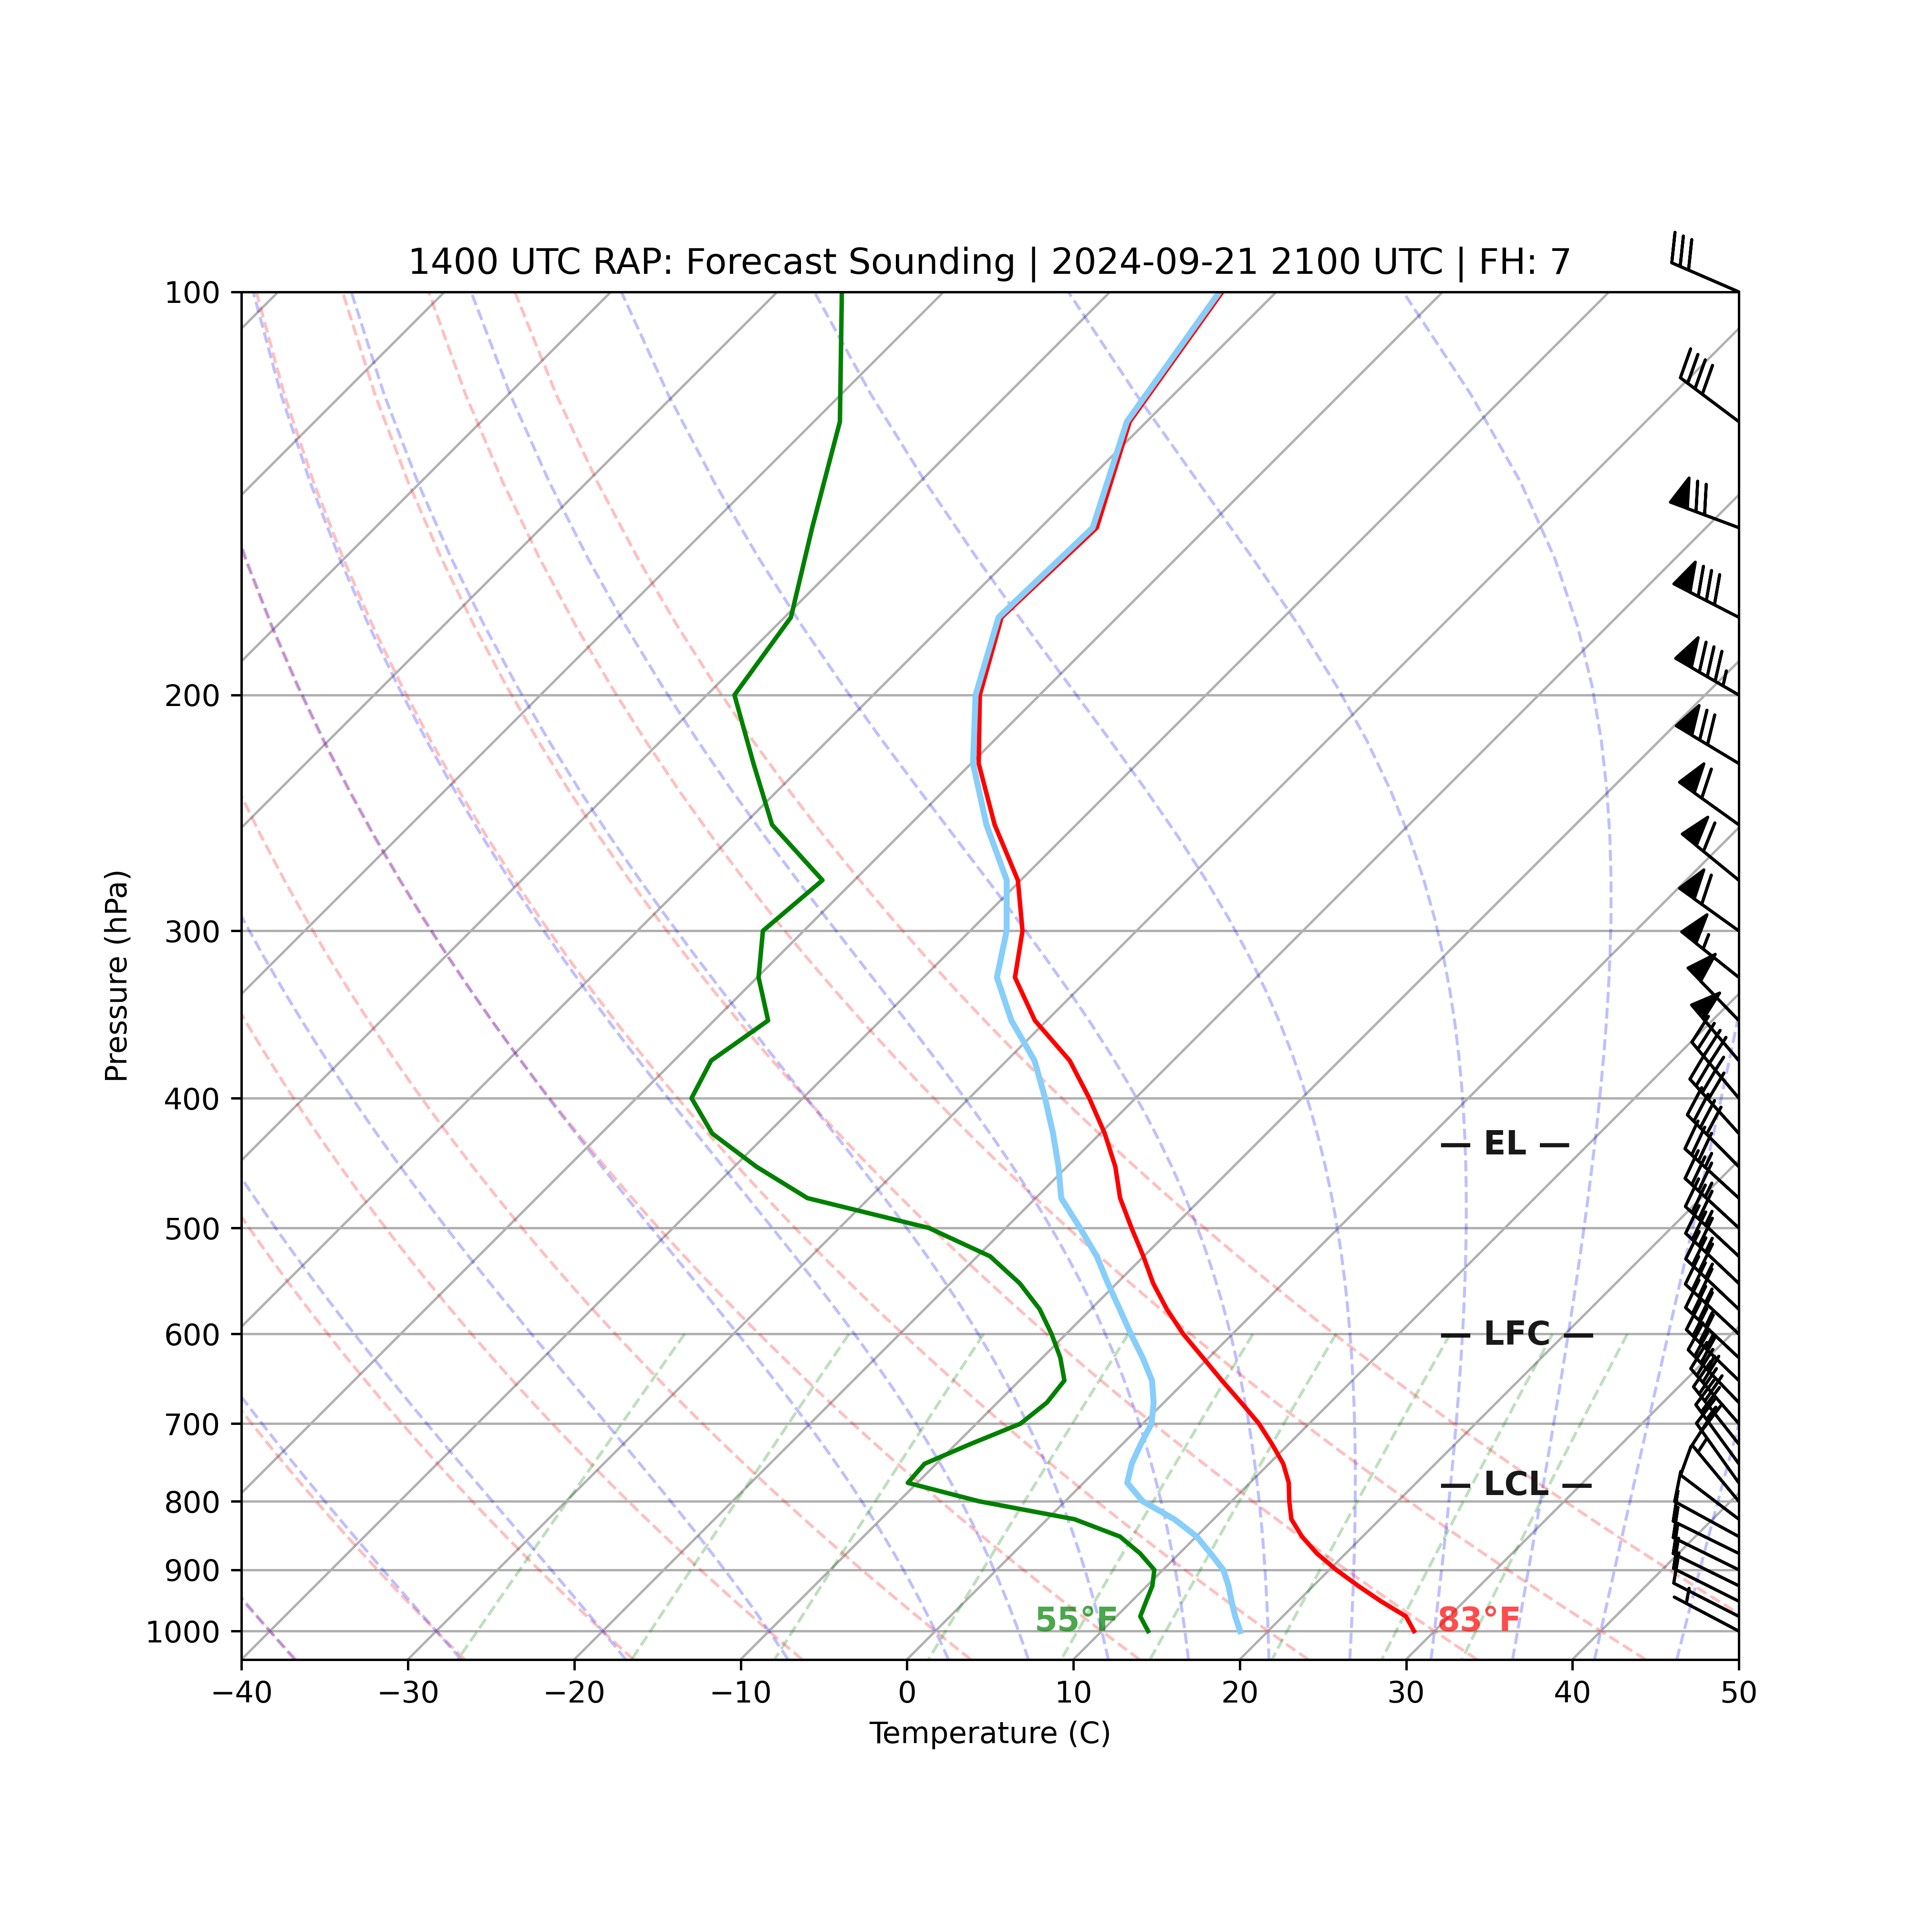 1400 UTC RAP: Forecast Sounding | 2024-09-21 2100 UTC | FH: 7
100
200
300
400
500
600
700
800
900
1000
Pressure (hPa)
— EL —
— LFC —
— LCL —
55°F
83°F
−40 −30 −20 −10 0 10 20 30 40 50
Temperature (C)